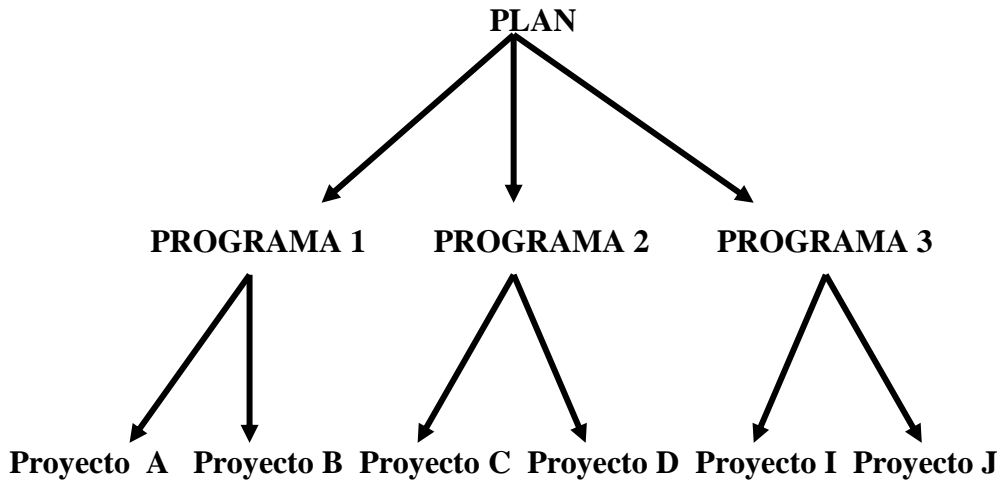 PLAN
PROGRAMA 1 PROGRAMA 2 PROGRAMA 3
Proyecto A Proyecto B Proyecto C Proyecto D Proyecto I Proyecto J